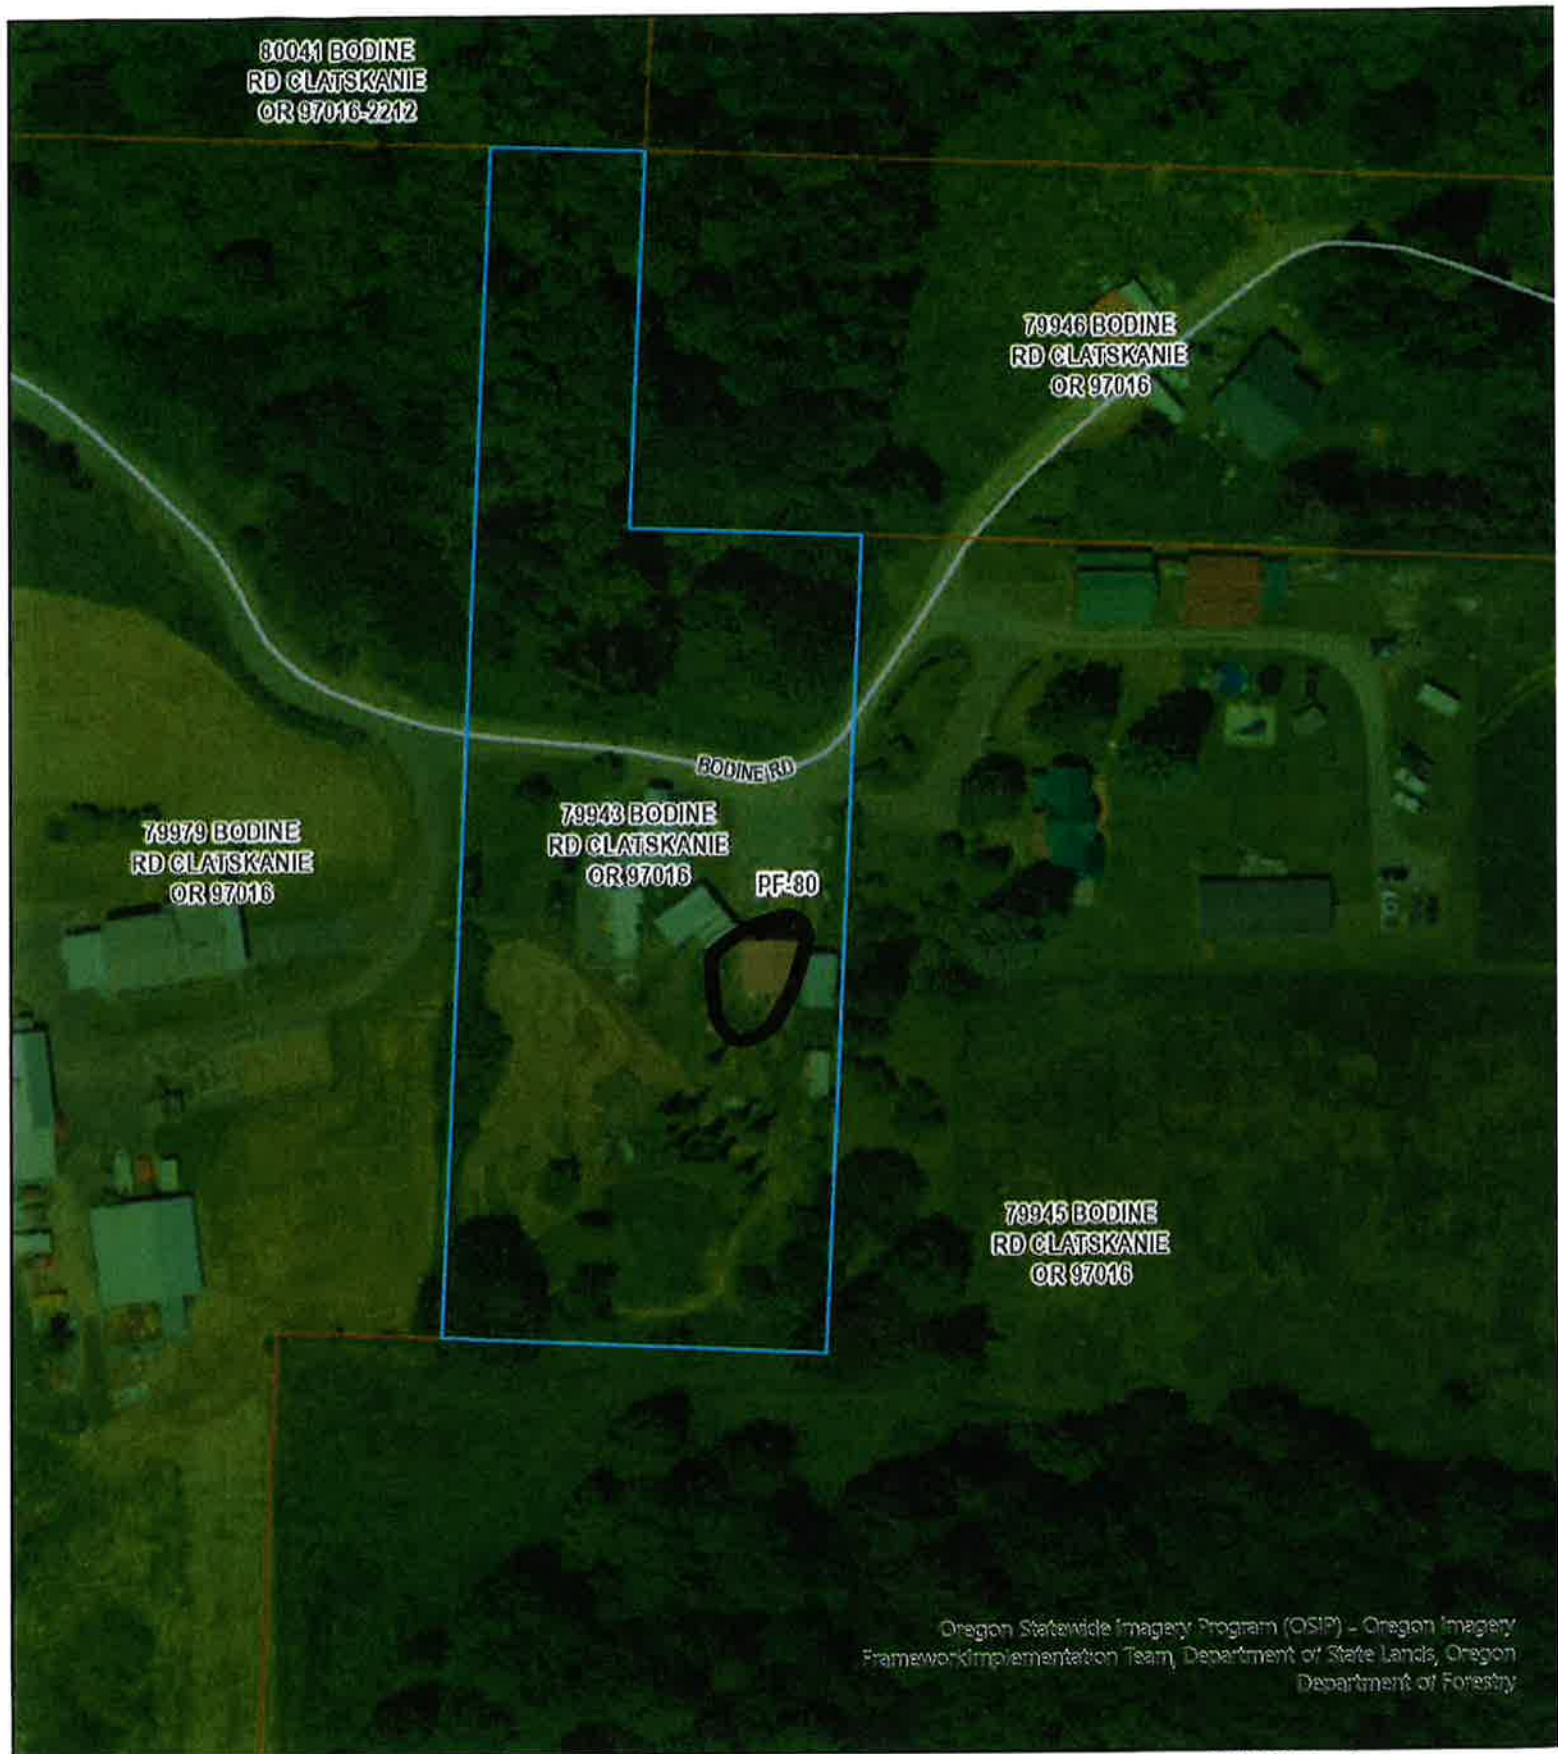 80041 BODINE
RD CLATSKANIE
OR 97016-2212
79946 BODINE
RD CLATSKANIE
OR 97016
BODINE RD
79943 BODINE
RD CLATSKANIE
OR 97016
79979 BODINE
RD CLATSKANIE
OR 97016
PF-80
79945 BODINE
RD CLATSKANIE
OR 97016
Oregon Statewide Imagery Program (OSIP) - Oregon Imagery
Framework Implementation Team, Department of State Lands, Oregon
Department of Forestry